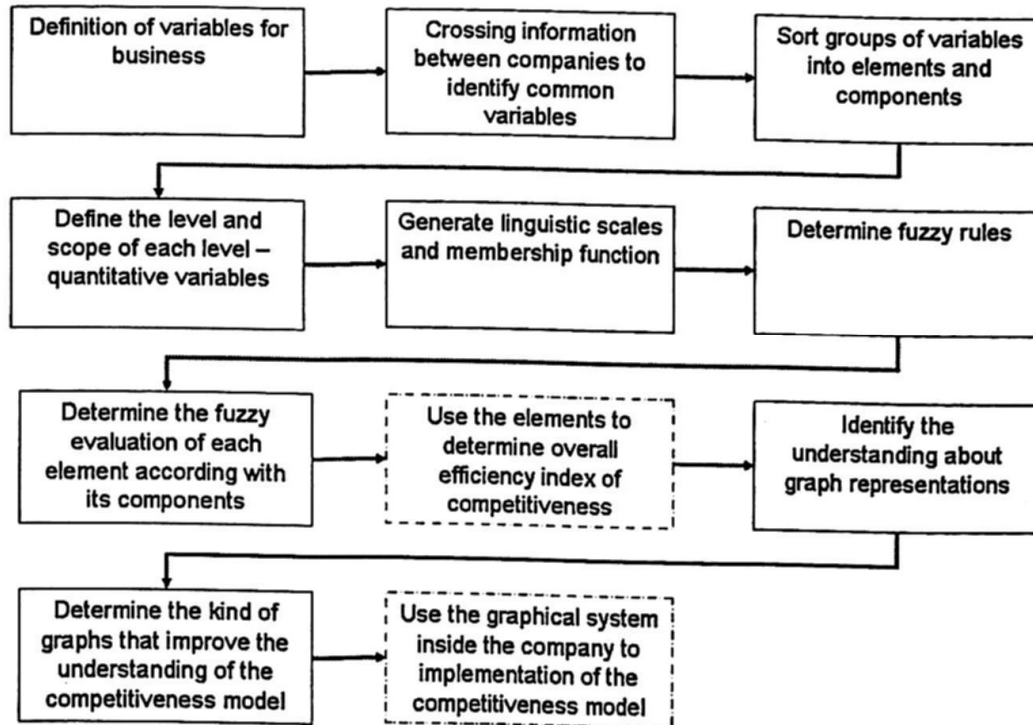 Definition of variables for
business
Crossing information
between companies to
identify common
variables
Sort groups of variables
into elements and
components
Define the level and
scope of each level –
quantitative variables
Generate linguistic scales
and membership function
Determine fuzzy rules
Determine the fuzzy
evaluation of each
element according with
its components
Use the elements to
determine overall
efficiency index of
competitiveness
Identify the
understanding about
graph representations
Determine the kind of
graphs that improve the
understanding of the
competitiveness model
Use the graphical system
inside the company to
implementation of the
competitiveness model